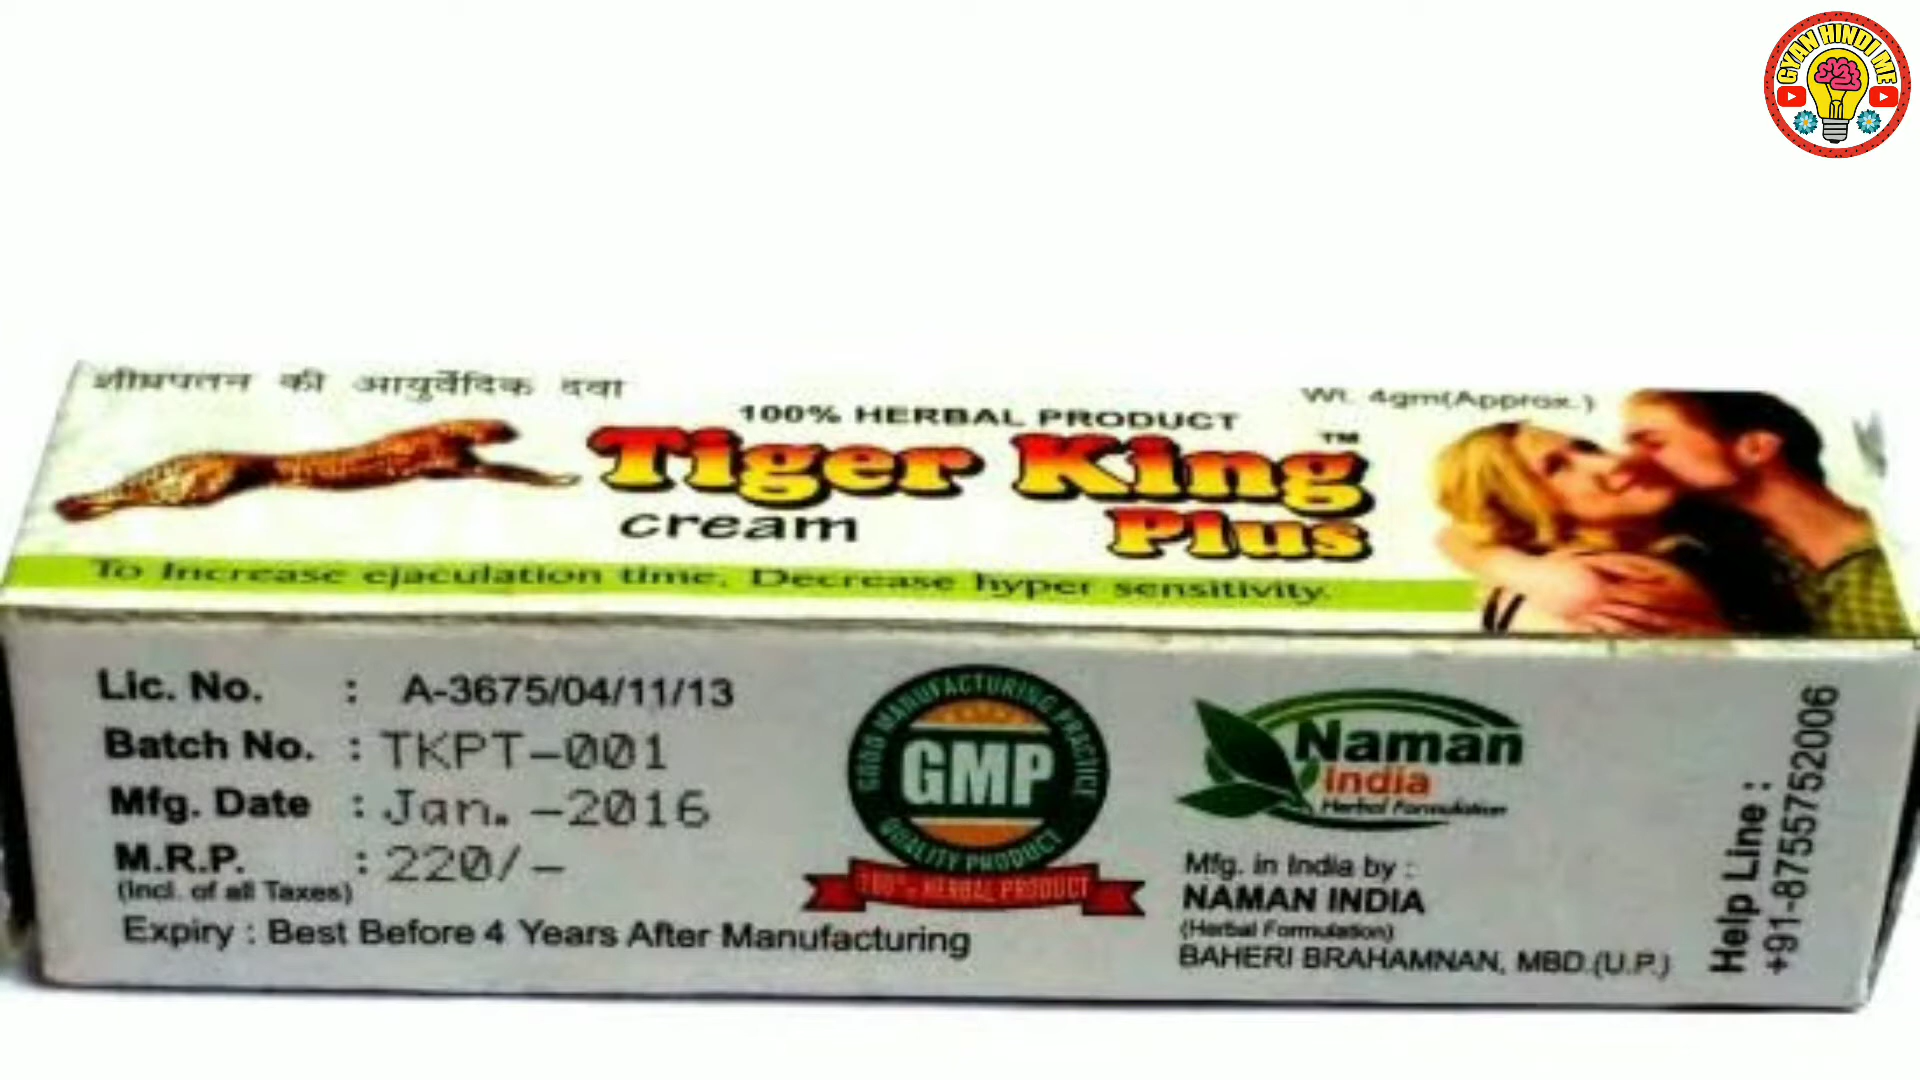 GYAN HINDI ME
शीघ्रपतन की आयुर्वेदिक दवा
100% HERBAL PRODUCT
Wt. 4gm(Approx.)
Tiger King™
cream Plus
To Increase ejaculation time, Decrease hyper sensitivity.
Lic. No. : A-3675/04/11/13
Batch No. : TKPT-001
Mfg. Date : Jan. -2016
M.R.P. : 220/-
(Incl. of all Taxes)
Expiry : Best Before 4 Years After Manufacturing
GOOD MANUFACTURING PRACTICE
GMP
QUALITY PRODUCT
100% HERBAL PRODUCT
Naman
India
Herbal Formulation
Mfg. in India by :
NAMAN INDIA
(Herbal Formulation)
BAHERI BRAHAMNAN, MBD.(U.P.)
Help Line :
+91-8755752006